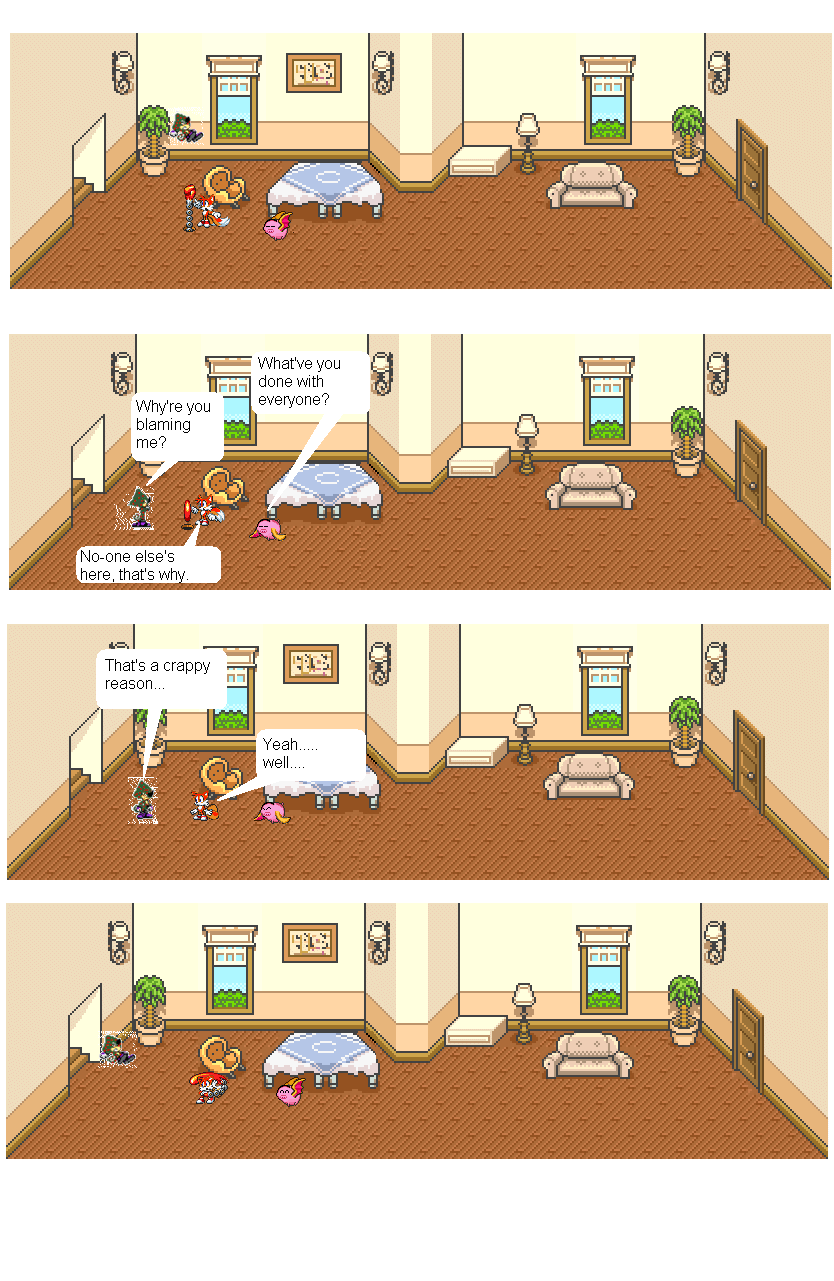 What've you
done with
everyone?
Why're you
blaming
me?
No-one else's
here, that's why.
That's a crappy
reason...
Yeah.....
well....